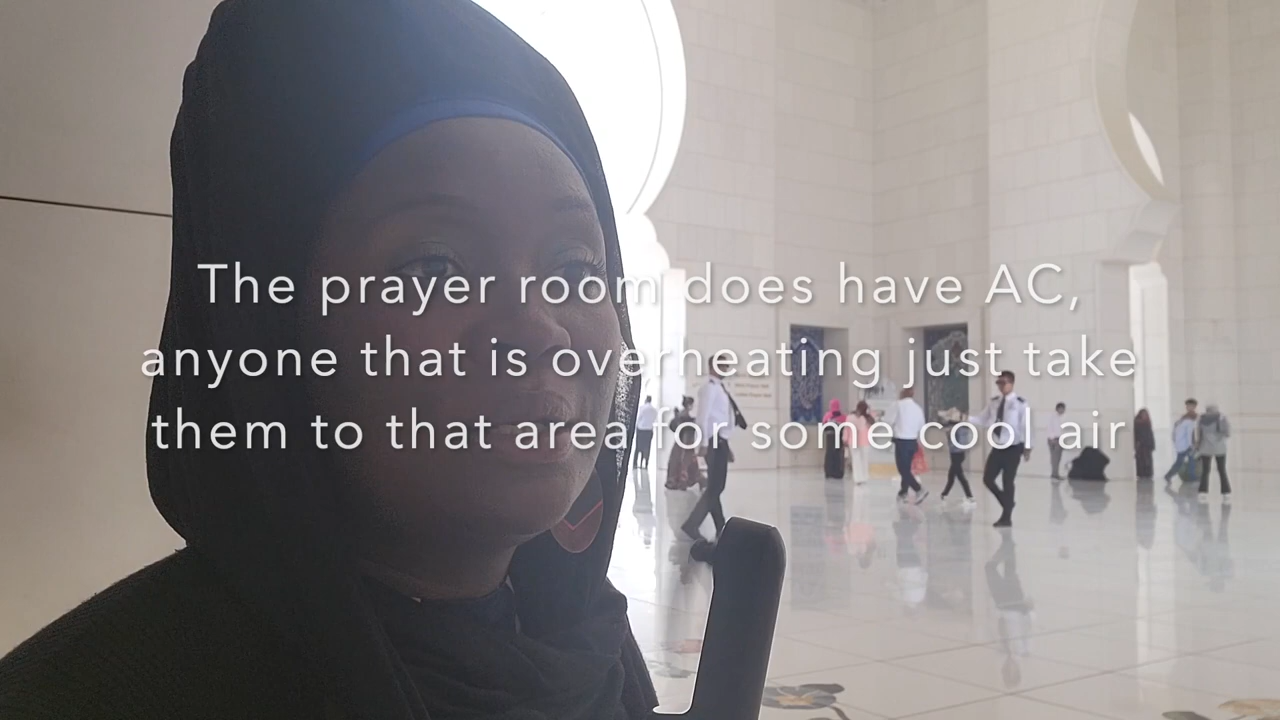 The prayer room does have AC,
anyone that is overheating just take
them to that area for some cool air